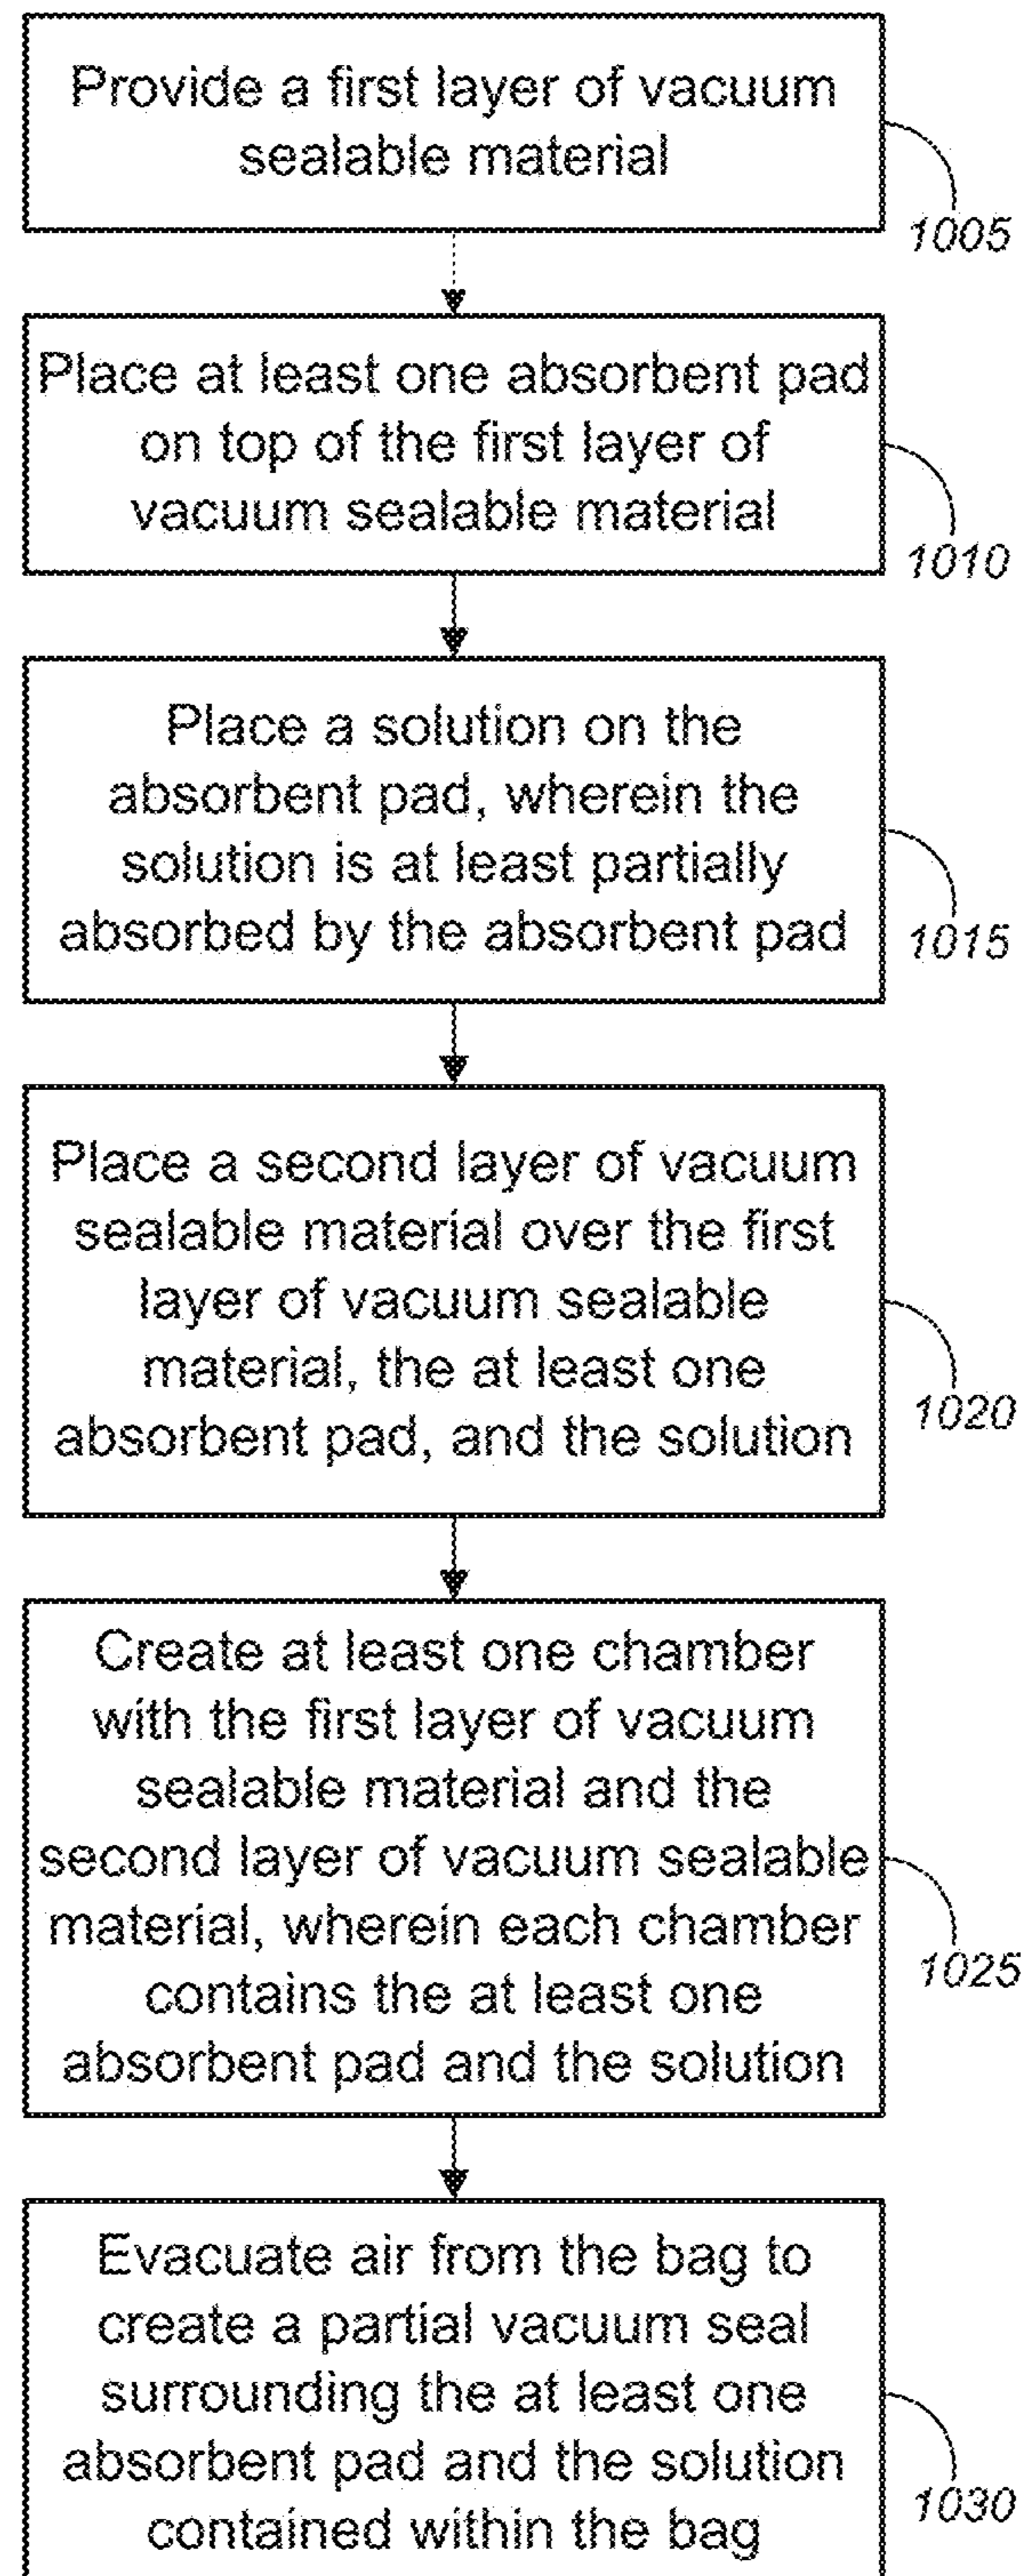 Provide a first layer of vacuum
sealable material
1005
Place at least one absorbent pad
on top of the first layer of
vacuum sealable material
1010
Place a solution on the
absorbent pad, wherein the
solution is at least partially
absorbed by the absorbent pad
1015
Place a second layer of vacuum
sealable material over the first
layer of vacuum sealable
material, the at least one
absorbent pad, and the solution
1020
Create at least one chamber
with the first layer of vacuum
sealable material and the
second layer of vacuum sealable
material, wherein each chamber
contains the at least one
absorbent pad and the solution
1025
Evacuate air from the bag to
create a partial vacuum seal
surrounding the at least one
absorbent pad and the solution
contained within the bag
1030